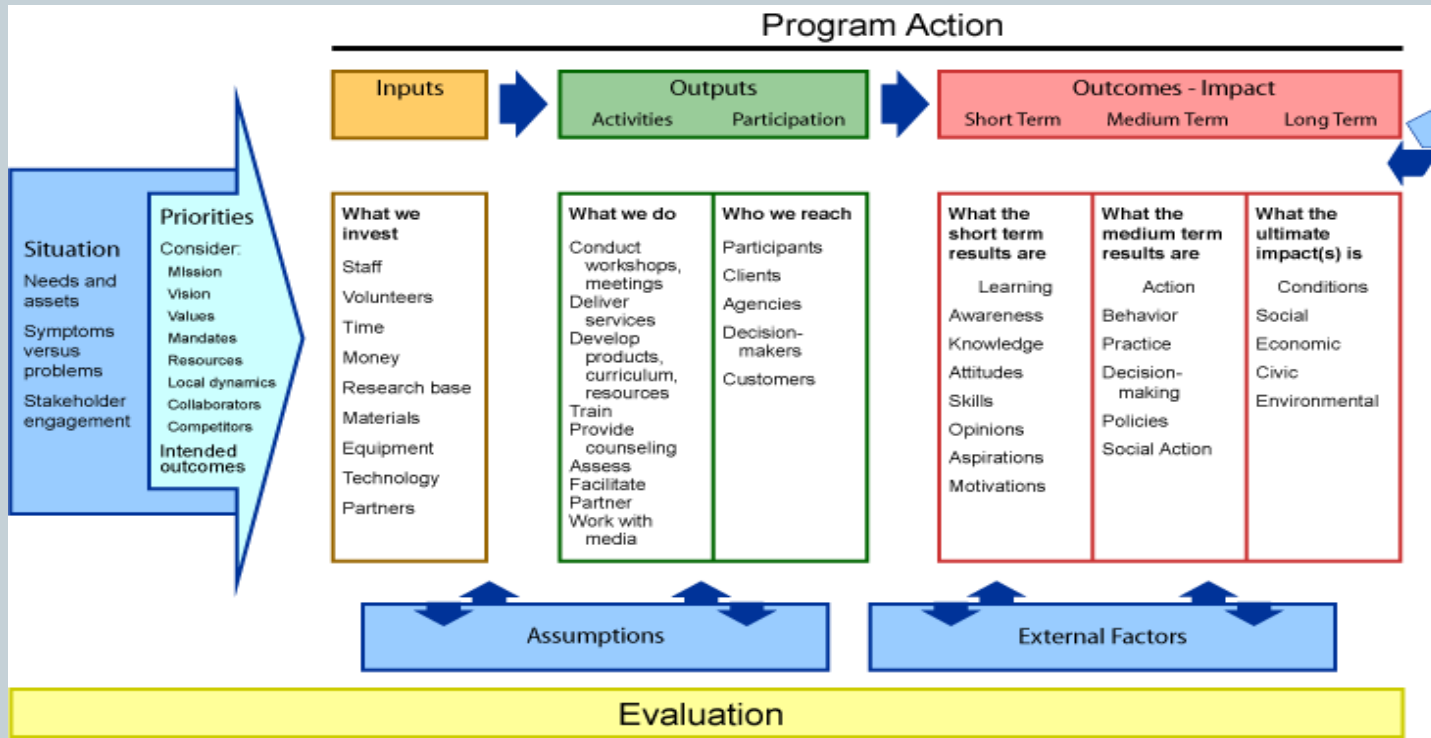 Program Action
Inputs
Outputs
Activities
Participation
Outcomes - Impact
Short Term
Medium Term
Long Term
Situation
Needs and
assets
Symptoms
versus
problems
Stakeholder
engagement
Priorities
Consider:
MIssion
Vision
Values
Mandates
Resources
Local dynamics
Collaborators
Competitors
Intended
outcomes
What we
invest
Staff
Volunteers
Time
Money
Research base
Materials
Equipment
Technology
Partners
What we do
Conduct
workshops,
meetings
Deliver
services
Develop
products,
curriculum,
resources
Train
Provide
counseling
Assess
Facilitate
Partner
Work with
media
Who we reach
Participants
Clients
Agencies
Decision-
makers
Customers
What the
short term
results are
Learning
Awareness
Knowledge
Attitudes
Skills
Opinions
Aspirations
Motivations
What the
medium term
results are
Action
Behavior
Practice
Decision-
making
Policies
Social Action
What the
ultimate
impact(s) is
Conditions
Social
Economic
Civic
Environmental
Assumptions
External Factors
Evaluation